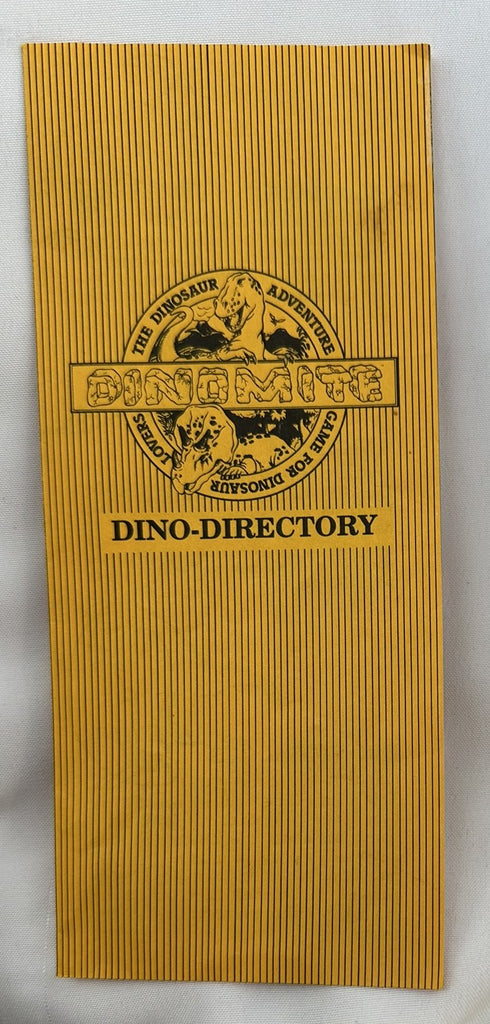 THE DINOSAUR ADVENTURE
DINOMITE
GAME FOR DINOSAUR LOVERS
DINO-DIRECTORY